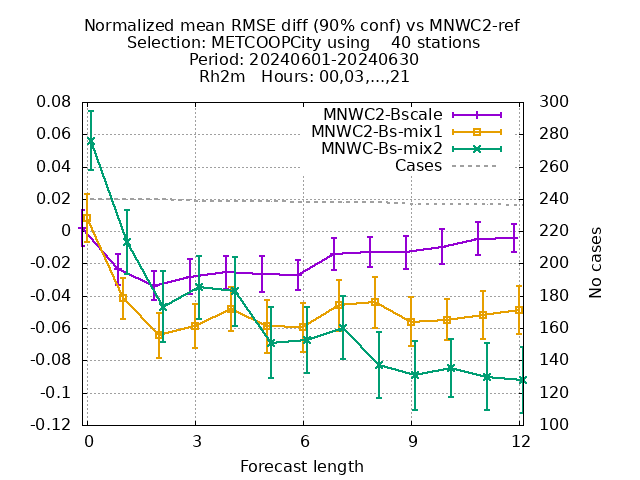 Normalized mean RMSE diff (90% conf) vs MNWC2-ref
Selection: METCOOPCity using    40 stations
Period: 20240601-20240630
Rh2m   Hours: 00,03,...,21
MNWC2-Bscale
MNWC2-Bs-mix1
MNWC-Bs-mix2
Cases
0.08
0.06
0.04
0.02
0
-0.02
-0.04
-0.06
-0.08
-0.1
-0.12
300
280
260
240
220
200
180
160
140
120
100
No cases
0 3 6 9 12
Forecast length